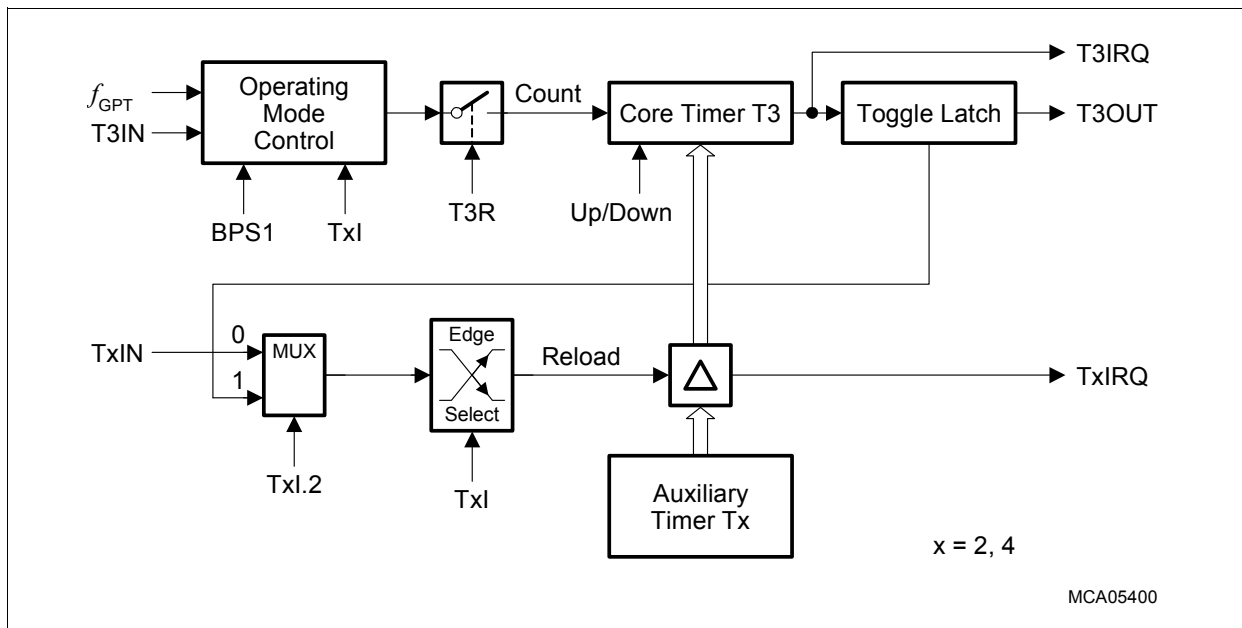 T3IRQ
f GPT
T3IN
Operating
Mode
Control
Count
Core Timer T3
Toggle Latch
T3OUT
BPS1
TxI
T3R
Up/Down
TxIN
0
1
MUX
Edge
Select
Reload
TxIRQ
TxI.2
TxI
Auxiliary
Timer Tx
x = 2, 4
MCA05400